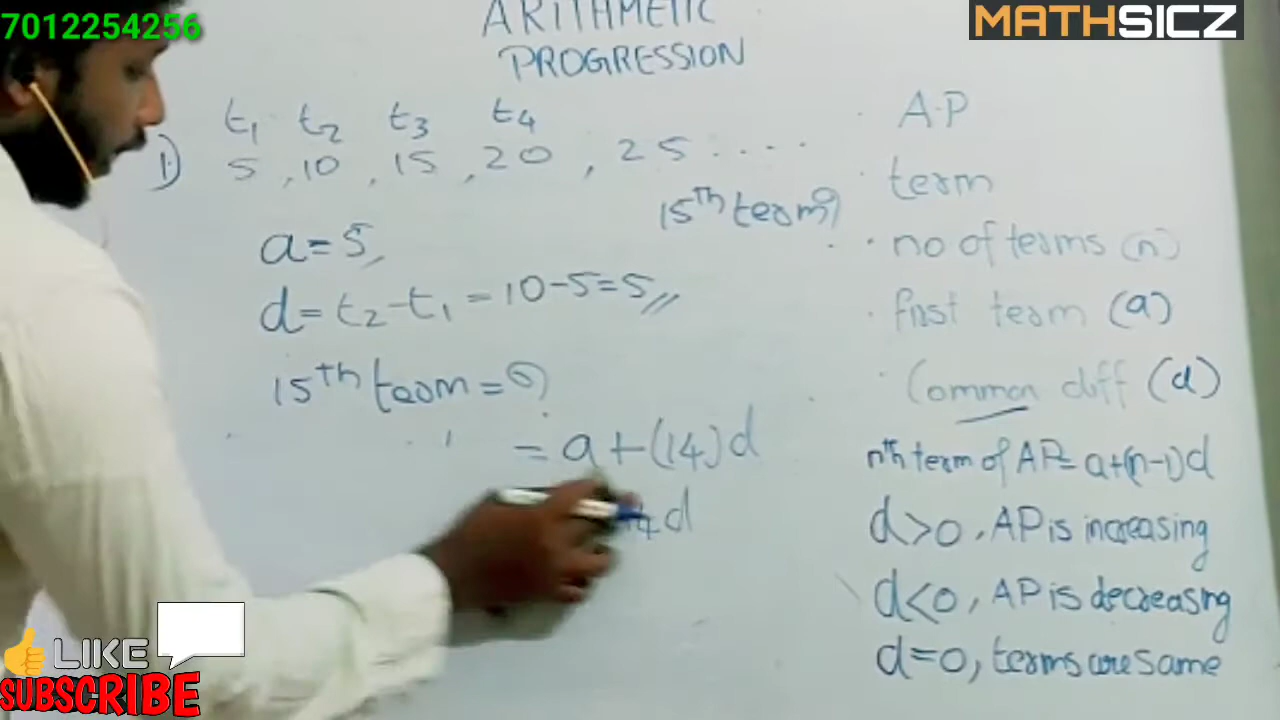 7012254256
MATHSICZ
ARITHMETIC
PROGRESSION
t1 t2 t3 t4
1) 5, 10, 15, 20, 25 ....
15th term?
a=5,
d= t2-t1 = 10-5=5//
15th term = ?
= a+(14)d
4d
A.P
term
no of terms (n)
first term (a)
Common diff (d)
nth term of AP= a+(n-1)d
d>0, AP is increasing
d<0, AP is decreasing
d=0, terms are same
LIKE
SUBSCRIBE